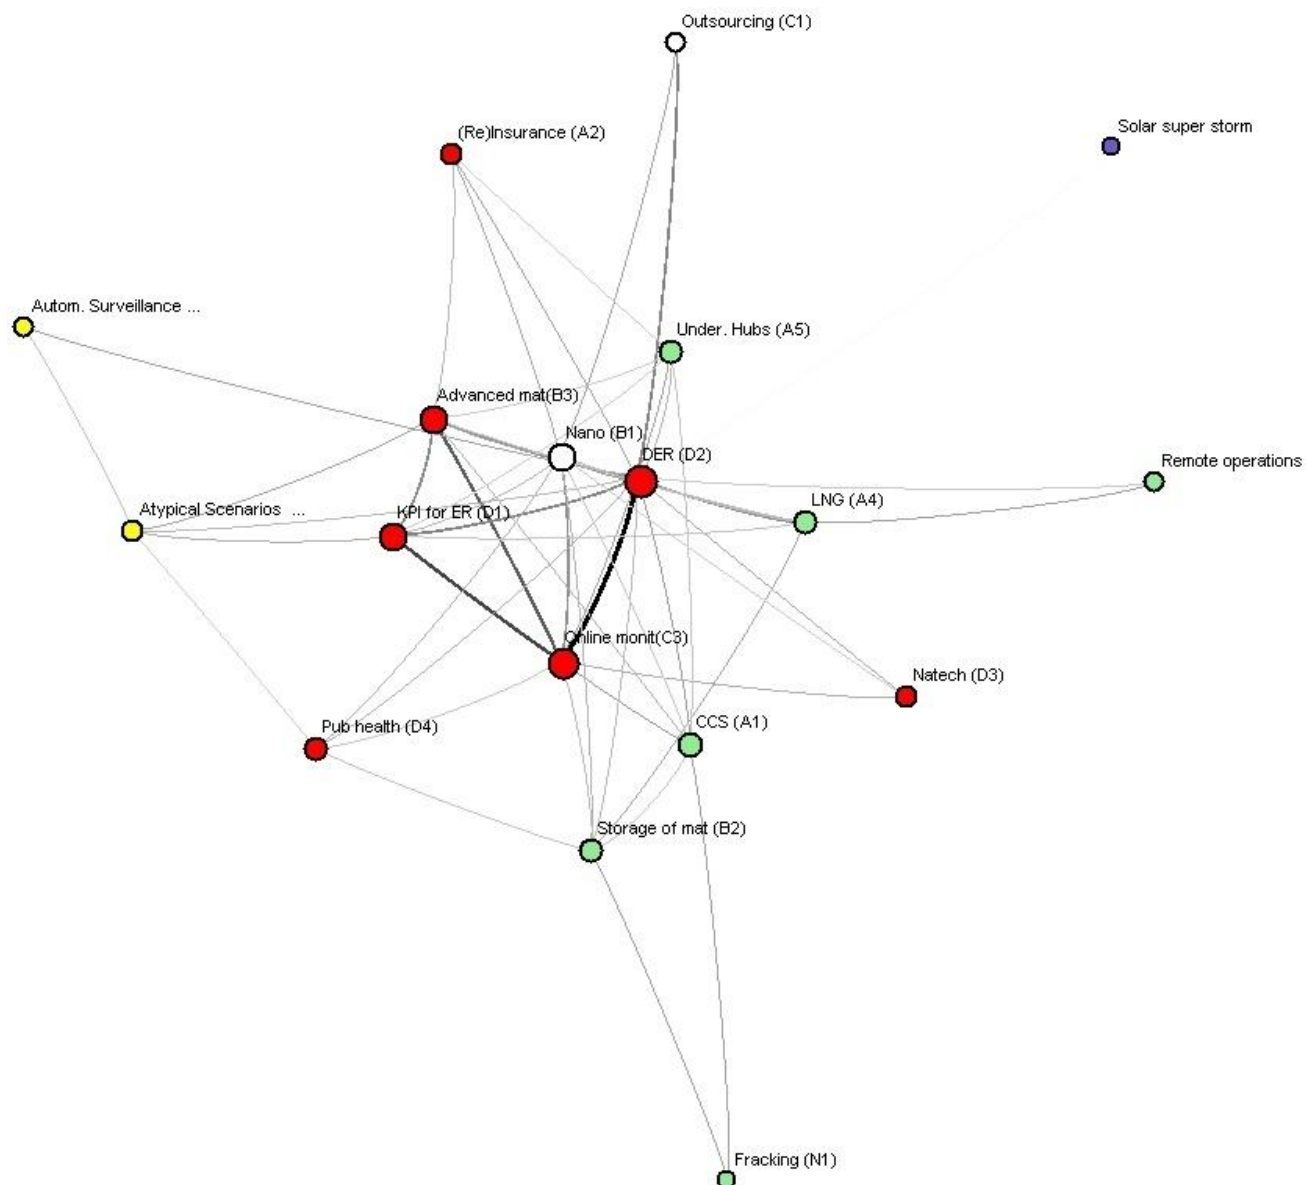 Outsourcing (C1)
(Re)Insurance (A2)
Solar super storm
Autom. Surveillance ...
Under. Hubs (A5)
Advanced mat(B3)
Nano (B1)
DER (D2)
Remote operations
LNG (A4)
Atypical Scenarios ...
KPI for ER (D1)
Online monit(C3)
Natech (D3)
CCS (A1)
Pub health (D4)
Storage of mat (B2)
Fracking (N1)